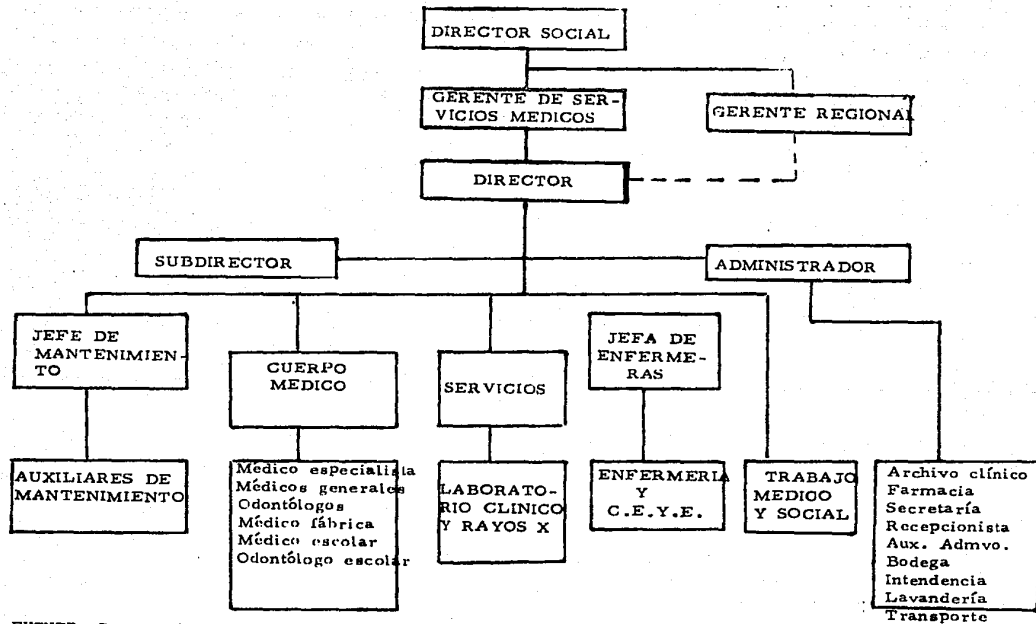 DIRECTOR SOCIAL
GERENTE DE SER-
VICIOS MEDICOS
GERENTE REGIONAL
DIRECTOR
SUBDIRECTOR
ADMINISTRADOR
JEFE DE
MANTENIMIEN-
TO
CUERPO
MEDICO
SERVICIOS
JEFA DE
ENFERME-
RAS
AUXILIARES DE
MANTENIMIENTO
Médico especialista
Médicos generales
Odontólogos
Médico fábrica
Médico escolar
Odontólogo escolar
LABORATO-
RIO CLINICO
Y RAYOS X
ENFERMERIA
Y
C.E.Y.E.
TRABAJO
MEDICO
Y SOCIAL
Archivo clínico
Farmacia
Secretaría
Recepcionista
Aux. Admvo.
Bodega
Intendencia
Lavandería
Transporte